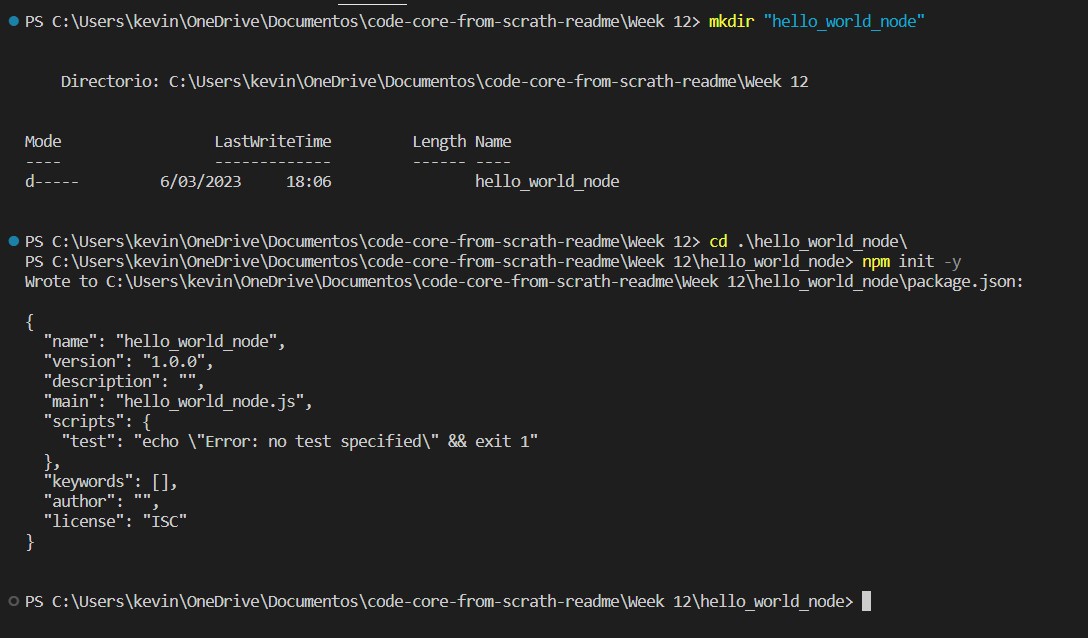 PS C:\Users\kevin\OneDrive\Documentos\code-core-from-scrath-readme\Week 12> mkdir "hello_world_node"
Directorio: C:\Users\kevin\OneDrive\Documentos\code-core-from-scrath-readme\Week 12
Mode                 LastWriteTime         Length Name
----                 -------------         ------ ----
d-----         6/03/2023     18:06                hello_world_node
PS C:\Users\kevin\OneDrive\Documentos\code-core-from-scrath-readme\Week 12> cd .\hello_world_node\
PS C:\Users\kevin\OneDrive\Documentos\code-core-from-scrath-readme\Week 12\hello_world_node> npm init -y
Wrote to C:\Users\kevin\OneDrive\Documentos\code-core-from-scrath-readme\Week 12\hello_world_node\package.json:
{
  "name": "hello_world_node",
  "version": "1.0.0",
  "description": "",
  "main": "hello_world_node.js",
  "scripts": {
    "test": "echo \"Error: no test specified\" && exit 1"
  },
  "keywords": [],
  "author": "",
  "license": "ISC"
}
PS C:\Users\kevin\OneDrive\Documentos\code-core-from-scrath-readme\Week 12\hello_world_node>